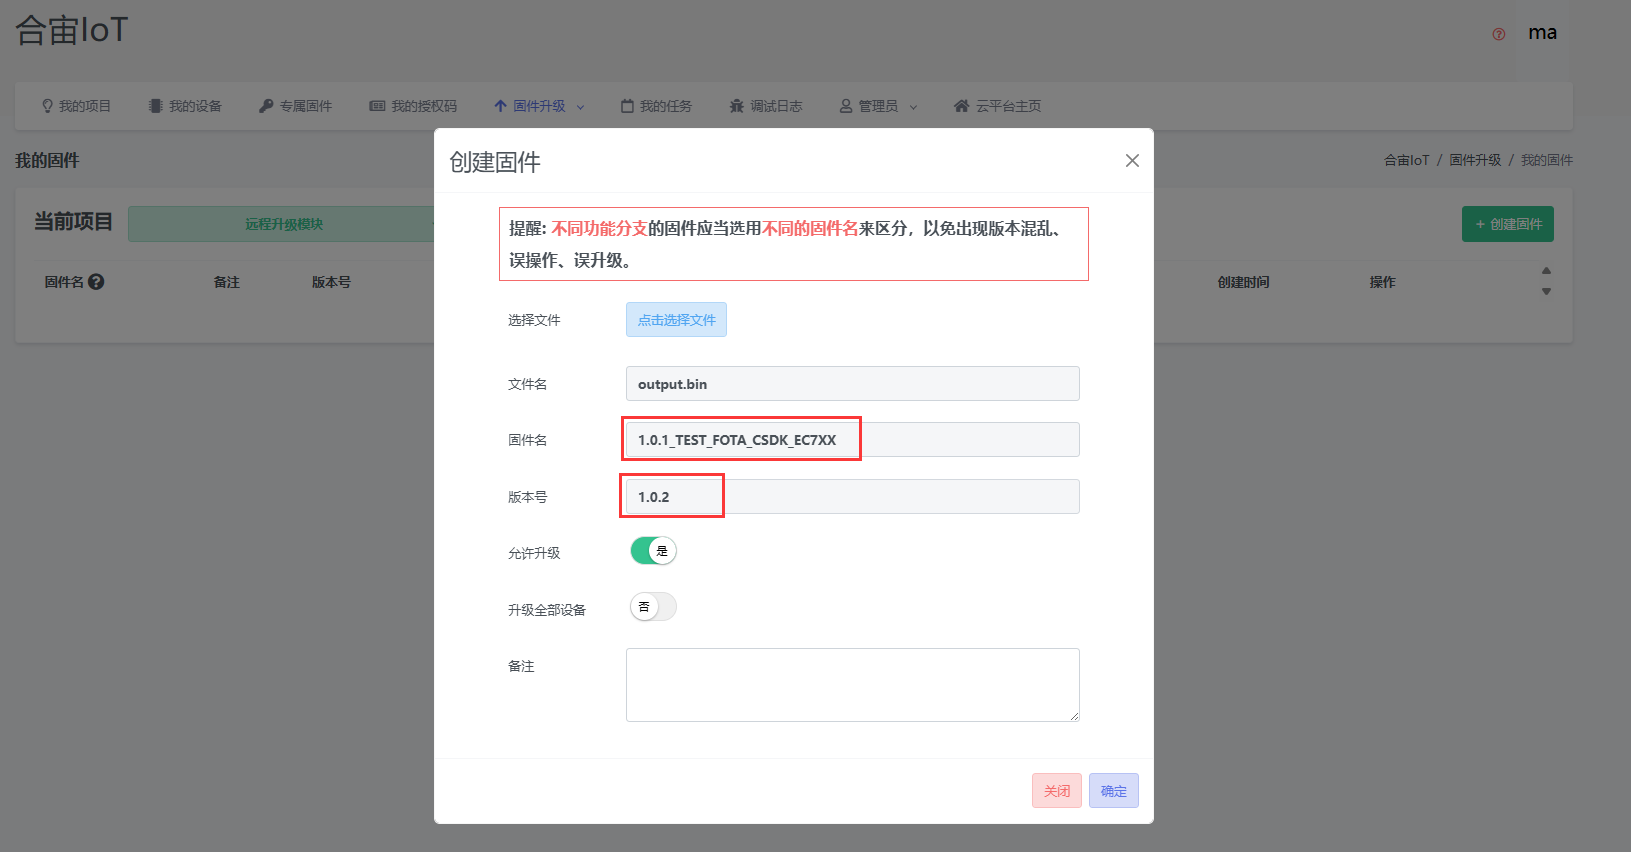 合宙IoT
ma
我的项目 我的设备 专属固件 我的授权码 固件升级 我的任务 调试日志 管理员 云平台主页
我的固件
合宙IoT / 固件升级 / 我的固件
当前项目 远程升级模块
+ 创建固件
固件名 备注 版本号 创建时间 操作
创建固件
提醒: 不同功能分支的固件应当选用不同的固件名来区分，以免出现版本混乱、
误操作、误升级。
选择文件 点击选择文件
文件名 output.bin
固件名 1.0.1_TEST_FOTA_CSDK_EC7XX
版本号 1.0.2
允许升级 是
升级全部设备 否
备注
关闭 确定